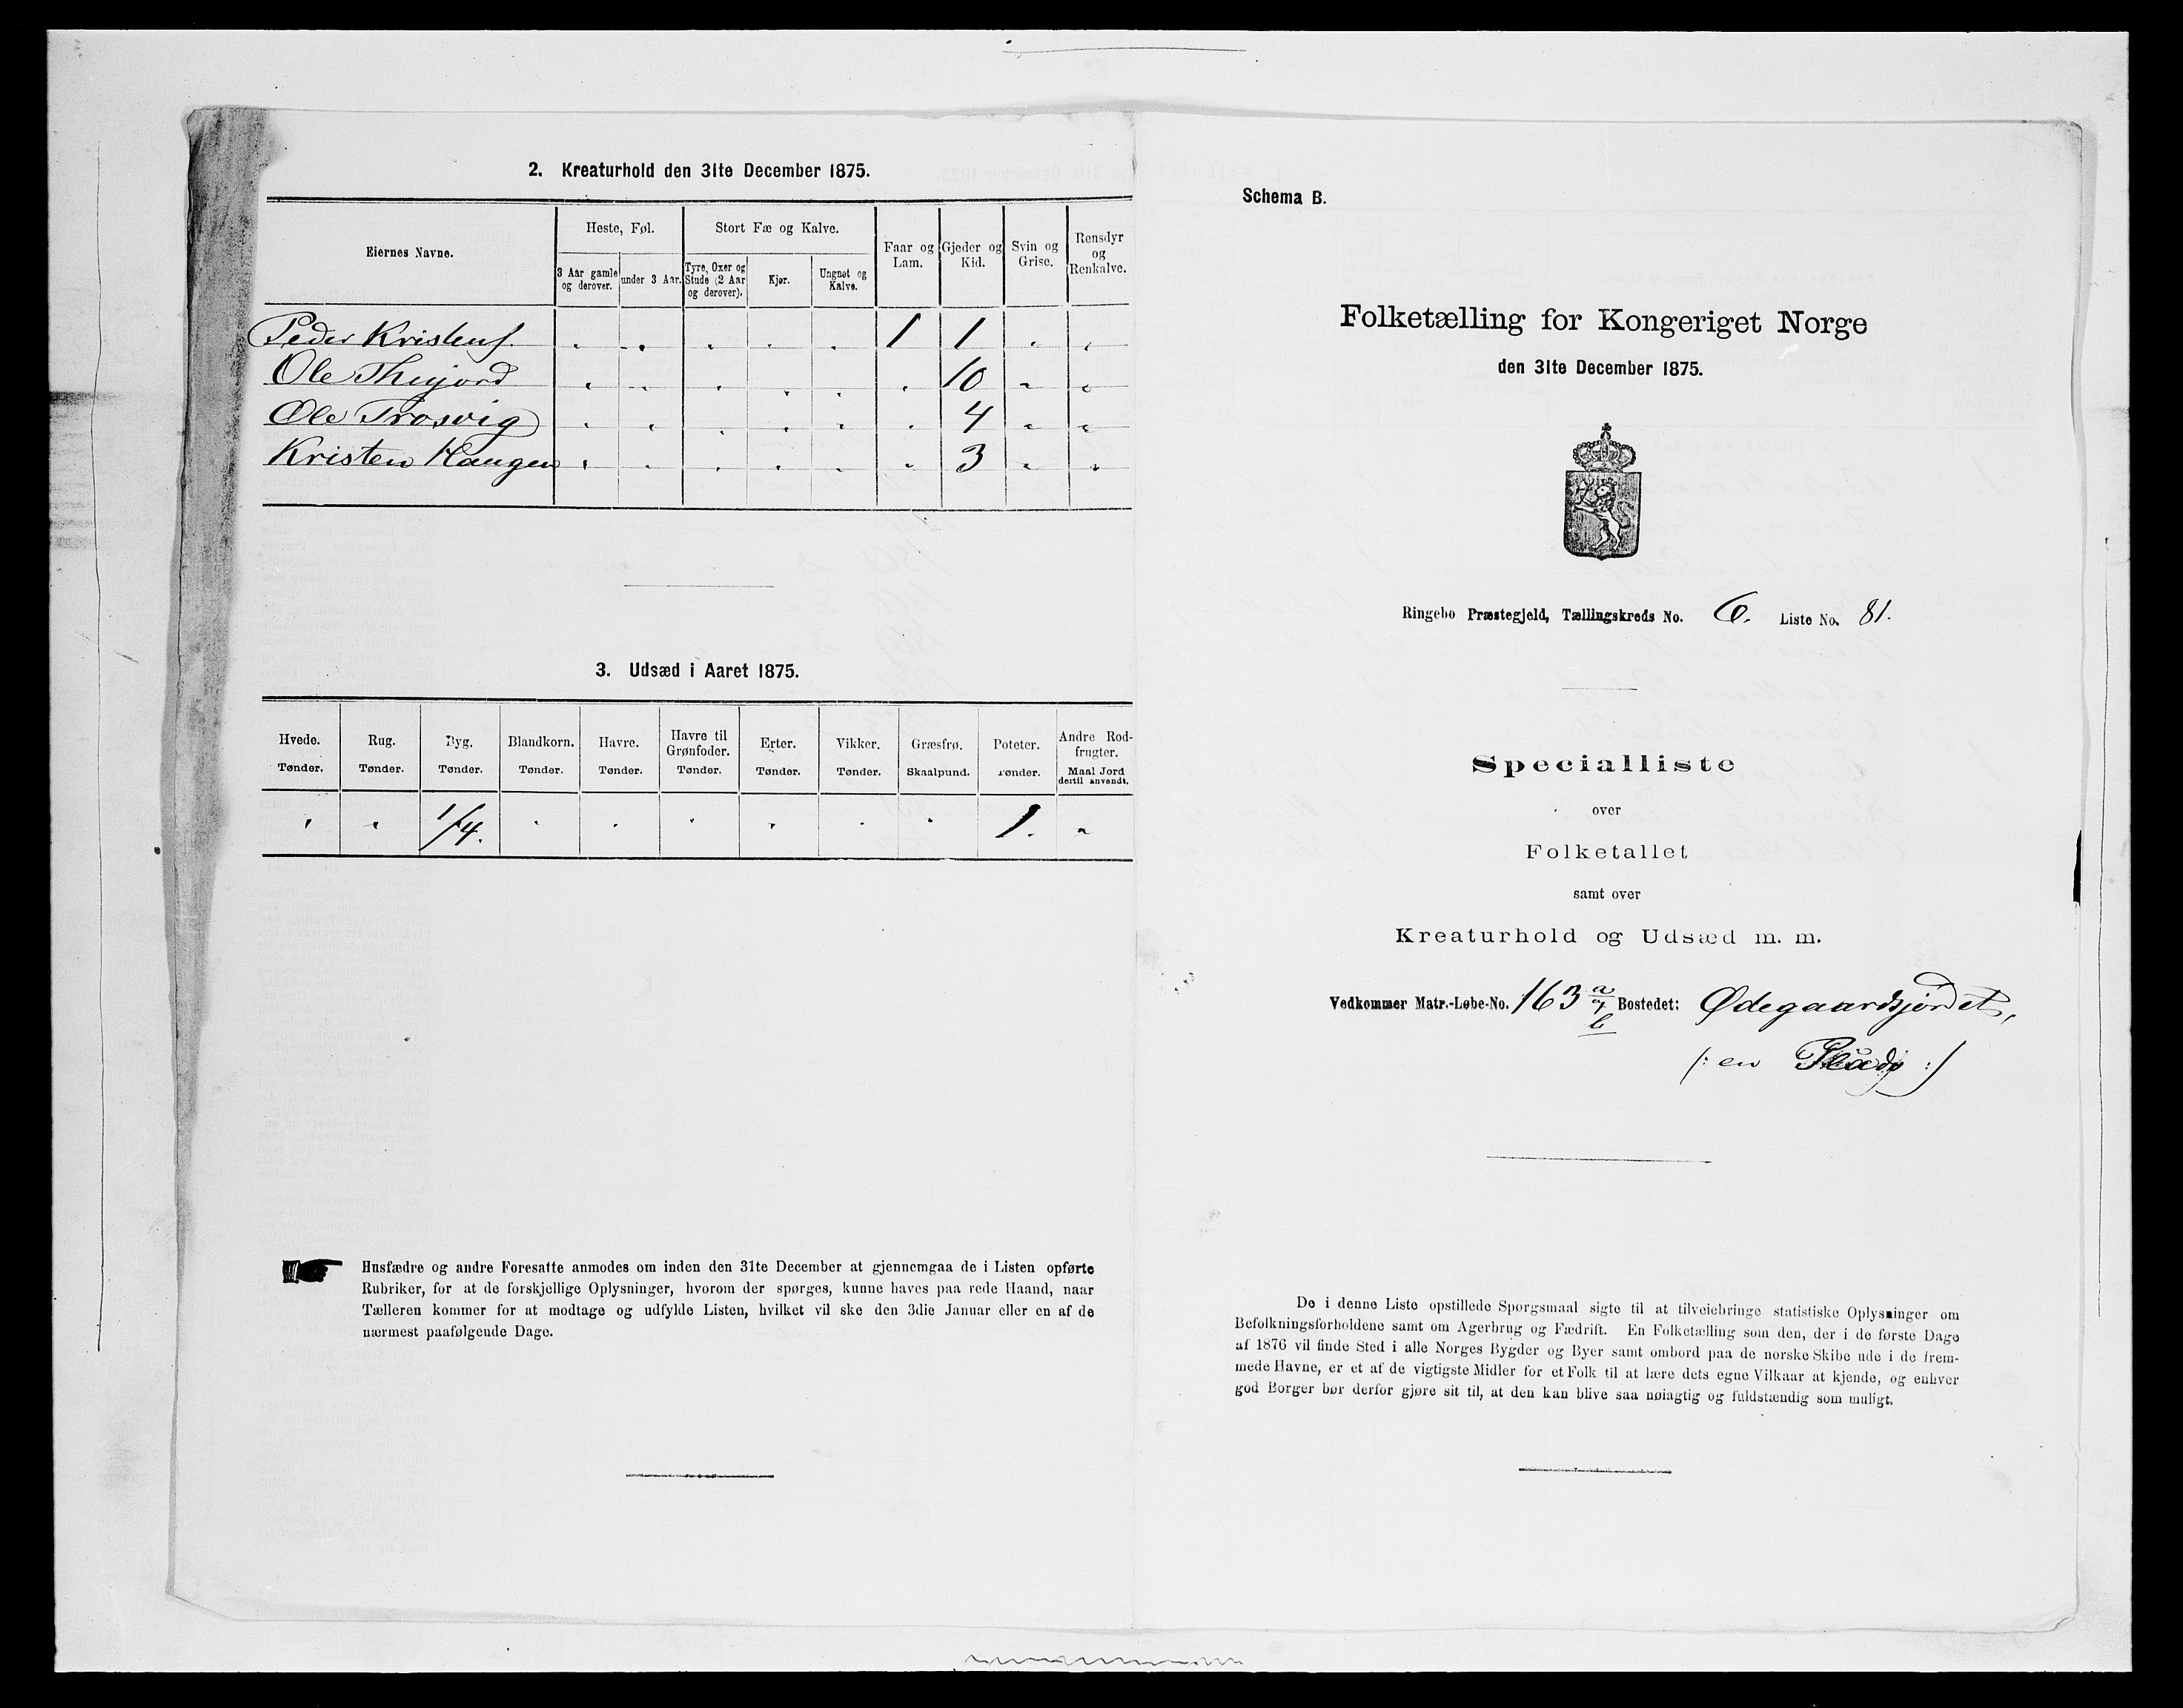 2. Kreaturhold den 31te December 1875.
Eiernes Navne.
Heste, Føl.
Stort Fæ og Kalve.
Faar og Lam.
Gjeder og Kid.
Svin og Grise.
Rensdyr og Renkalve.
3 Aar gamle og derover.
under 3 Aar.
Tyre, Oxer og Stude (2 Aar og derover).
Kjør.
Ungnøt og Kalve.
Peder Kristens. " " " " " 1 1 " "
Ole " " " " " " 10 " "
Ole Trosvig " " " " " " 4 " "
Kristen Haugen " " " " " " 3 " "
3. Udsæd i Aaret 1875.
Hvede. Rug. Byg. Blandkorn. Havre. Havre til Grønfoder. Erter. Vikker. Græsfrø. Poteter. Andre Rodfrugter.
Tønder. Tønder. Tønder. Tønder. Tønder. Tønder. Tønder. Tønder. Skaalpund. Tønder. Maal Jord dertil anvendt.
" " 1/4. " " " " " " 1. "
Husfædre og andre Foresatte anmodes om inden den 31te December at gjennemgaa de i Listen opførte
Rubriker, for at de forskjellige Oplysninger, hvorom der spørges, kunne haves paa rede Haand, naar
Tælleren kommer for at modtage og udfylde Listen, hvilket vil ske den 3die Januar eller en af de
nærmest paafølgende Dage.
Schema B.
Folketælling for Kongeriget Norge
den 31te December 1875.
Ringebo Præstegjeld, Tællingskreds No. 6. Liste No. 81.
Specialliste
over
Folketallet
samt over
Kreaturhold og Udsæd m. m.
Vedkommer Matr.-Løbe-No. 163 a/b Bostedet: Ødegaardsjordet,
(: en Plads :)
De i denne Liste opstillede Spørgsmaal sigte til at tilveiebringe statistiske Oplysninger om
Befolkningsforholdene samt om Agerbrug og Fædrift. En Folketælling som den, der i de første Dage
af 1876 vil finde Sted i alle Norges Bygder og Byer samt ombord paa de norske Skibe ude i de frem-
mede Havne, er et af de vigtigste Midler for et Folk til at lære dets egne Vilkaar at kjende, og enhver
god Borger bør derfor gjøre sit til, at den kan blive saa nøiagtig og fuldstændig som muligt.